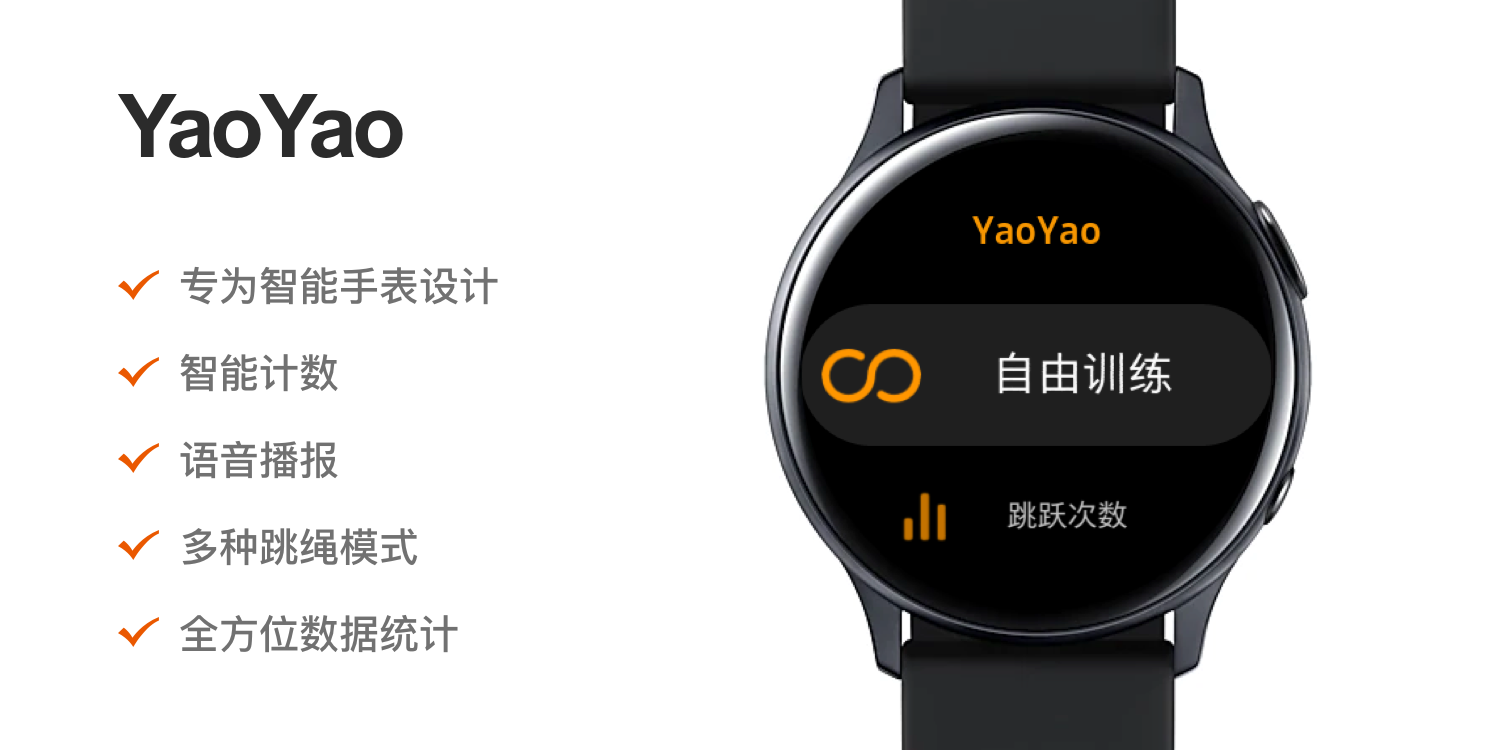 YaoYao
专为智能手表设计
智能计数
语音播报
多种跳绳模式
全方位数据统计
YaoYao
自由训练
跳跃次数